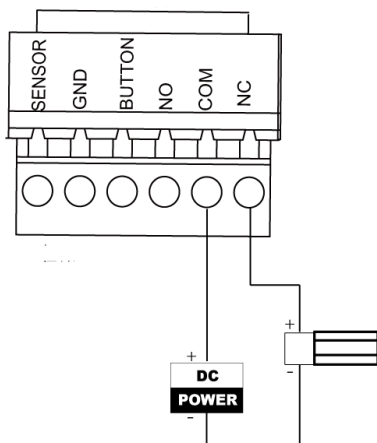 SENSOR
GND
BUTTON
NO
COM
NC
+
DC
POWER
-
+
-